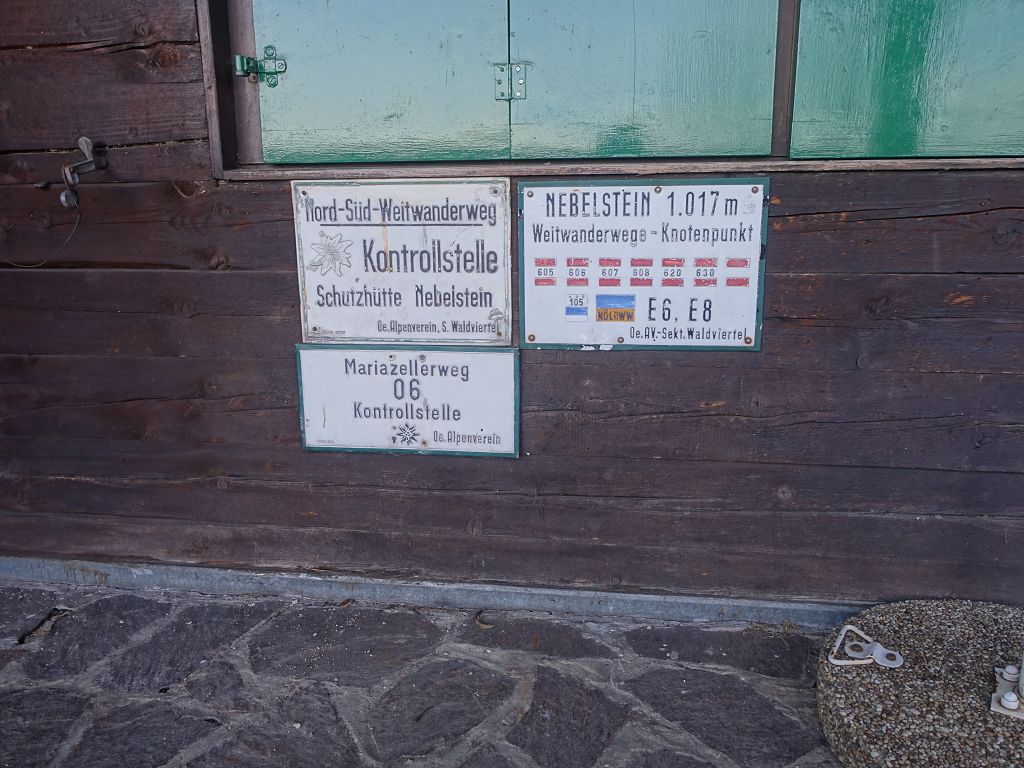 Nord-Süd-Weitwanderweg
Kontrollstelle
Schutzhütte Nebelstein
Oe. Alpenverein, S. Waldviertel
NEBELSTEIN 1.017 m
Weitwanderwege - Knotenpunkt
605 606 607 608 620 630
105 NÖLRWW E6, E8
Oe. AV.-Sekt. Waldviertel
Mariazellerweg
06
Kontrollstelle
Oe. Alpenverein